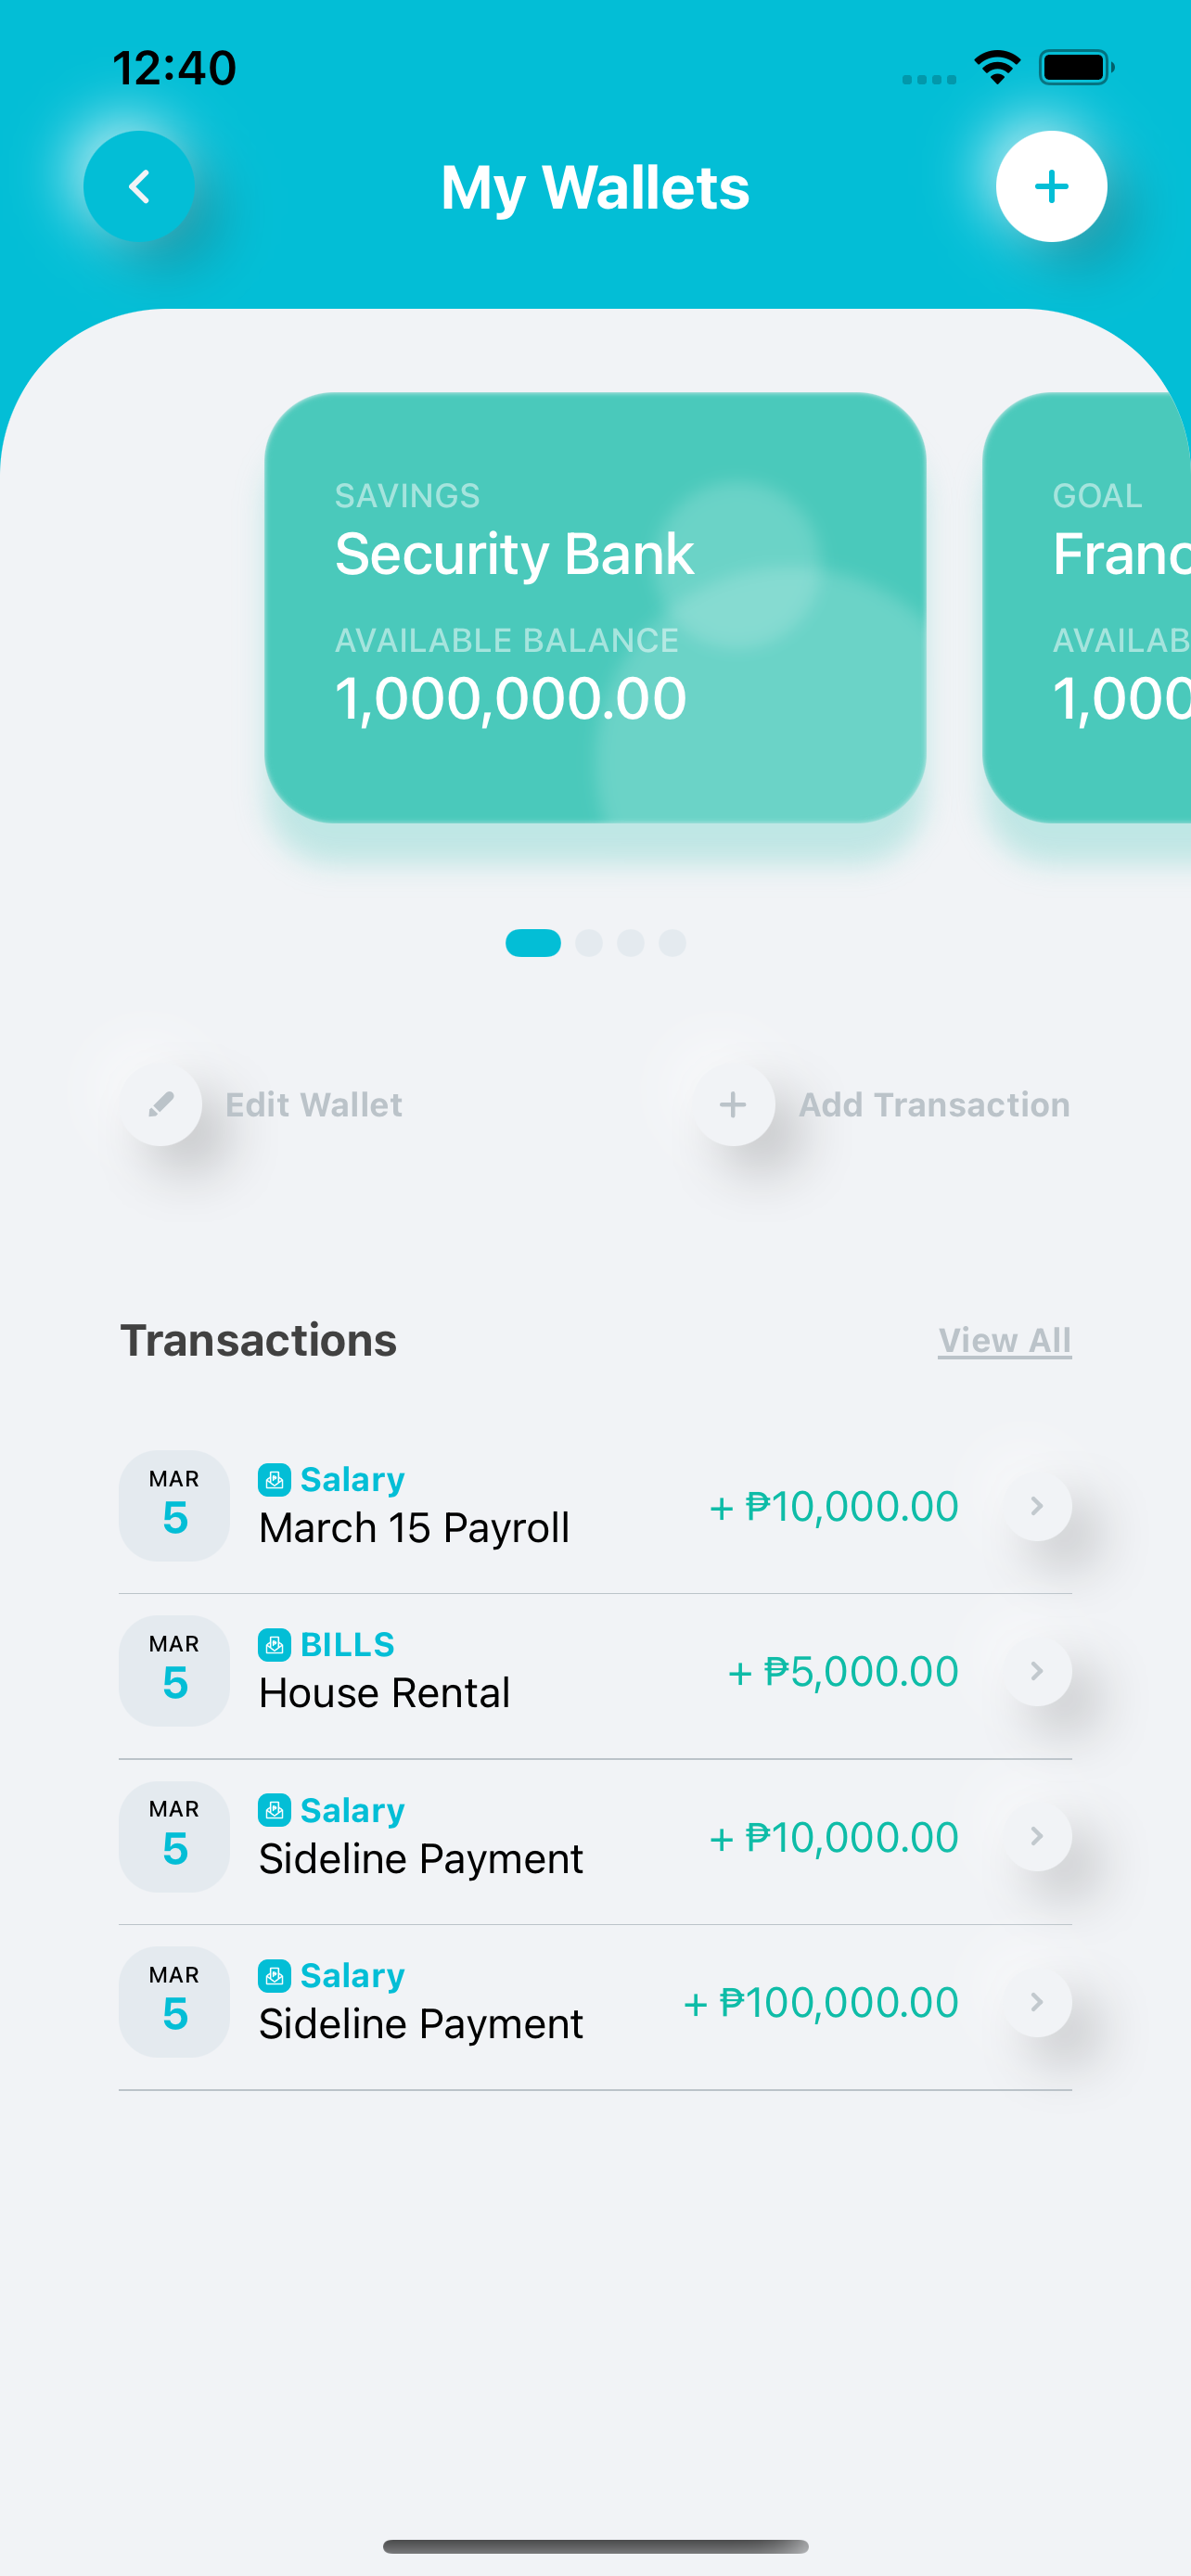 12:40
My Wallets
SAVINGS
Security Bank
AVAILABLE BALANCE
1,000,000.00
GOAL
Franc
AVAILAB
1,000
Edit Wallet
Add Transaction
Transactions
View All
MAR
5
Salary
March 15 Payroll
+ ₱10,000.00
MAR
5
BILLS
House Rental
+ ₱5,000.00
MAR
5
Salary
Sideline Payment
+ ₱10,000.00
MAR
5
Salary
Sideline Payment
+ ₱100,000.00